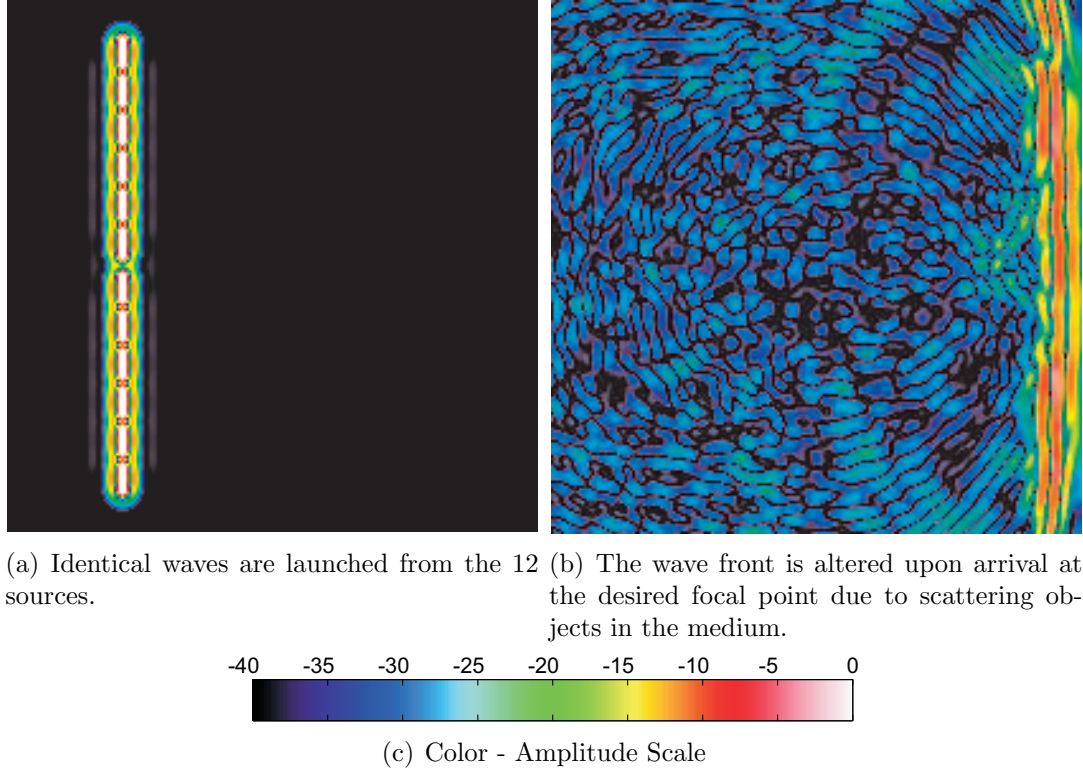 (a) Identical waves are launched from the 12
sources.
(b) The wave front is altered upon arrival at
the desired focal point due to scattering ob-
jects in the medium.
-40 -35 -30 -25 -20 -15 -10 -5 0
(c) Color - Amplitude Scale